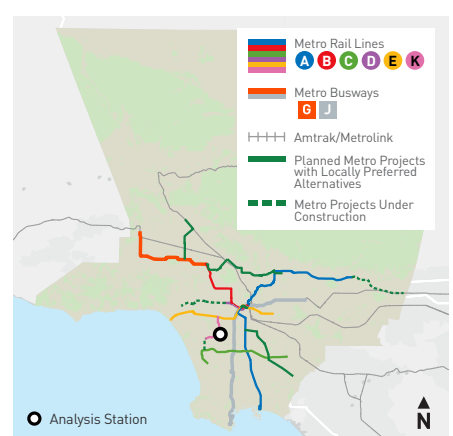 Metro Rail Lines
A B C D E K
Metro Busways
G J
Amtrak/Metrolink
Planned Metro Projects
with Locally Preferred
Alternatives
Metro Projects Under
Construction
Analysis Station
N